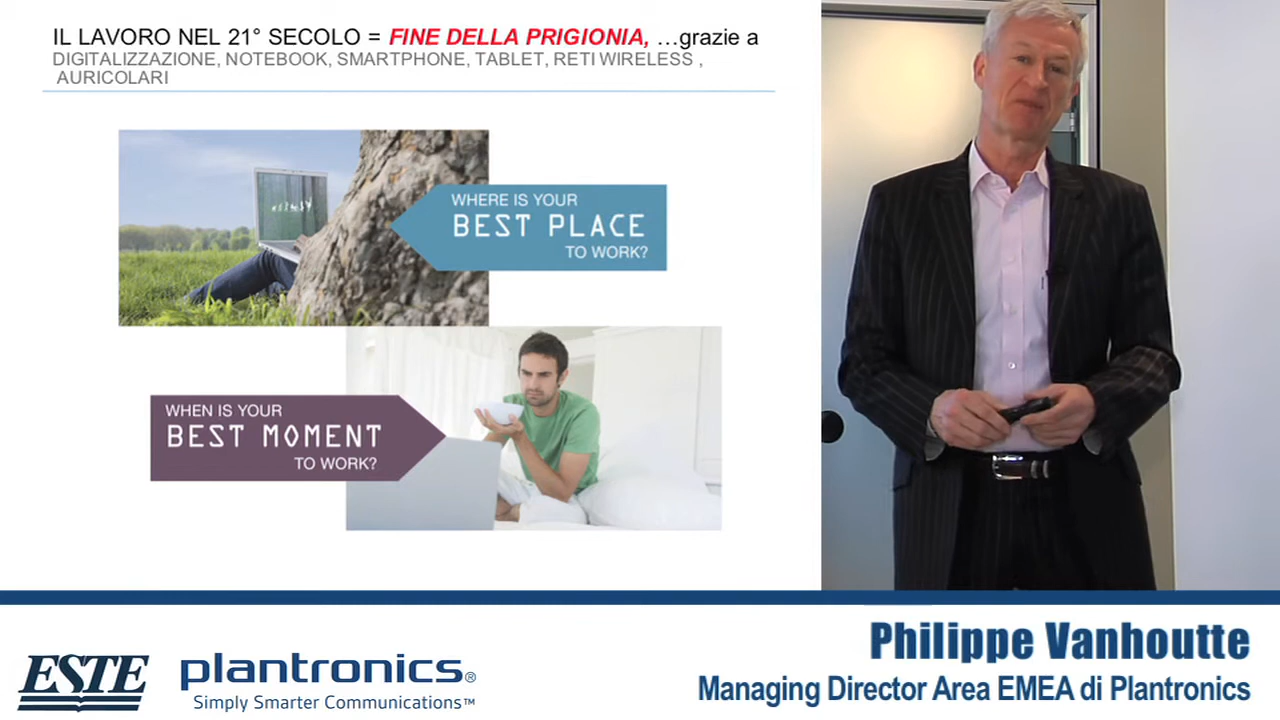 IL LAVORO NEL 21° SECOLO = FINE DELLA PRIGIONIA, …grazie a
DIGITALIZZAZIONE, NOTEBOOK, SMARTPHONE, TABLET, RETI WIRELESS ,
AURICOLARI
WHERE IS YOUR
BEST PLACE
TO WORK?
WHEN IS YOUR
BEST MOMENT
TO WORK?
Philippe Vanhoutte
Managing Director Area EMEA di Plantronics
ESTE
plantronics®
Simply Smarter Communications™